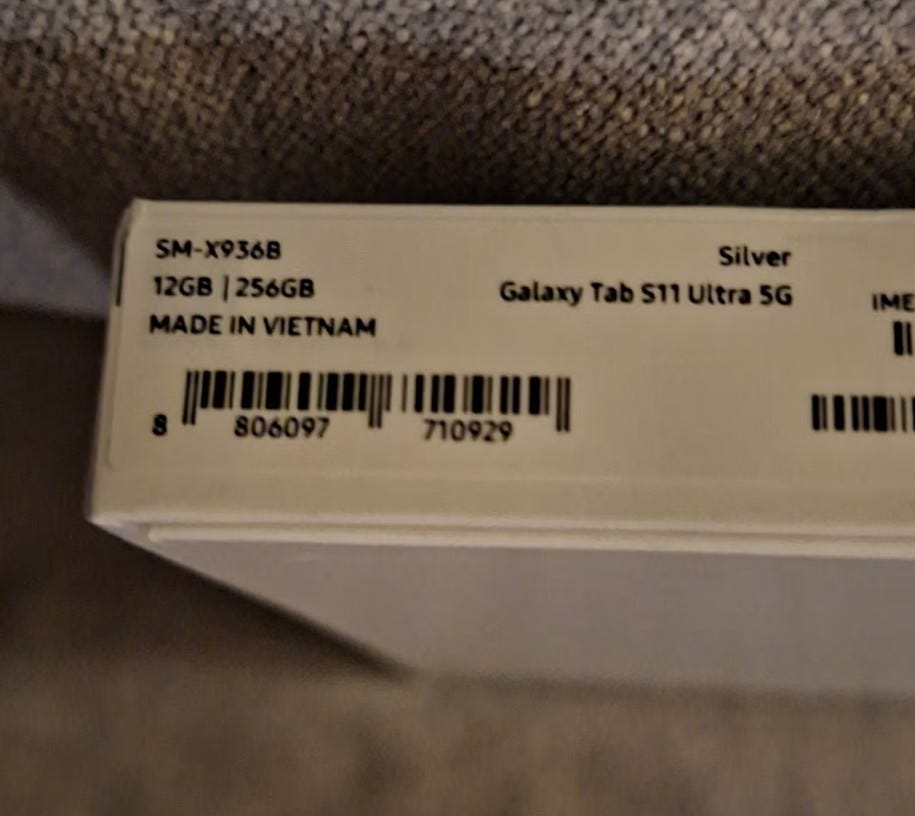 SM-X936B
12GB | 256GB
MADE IN VIETNAM
Silver
Galaxy Tab S11 Ultra 5G
8 806097 710929
IME